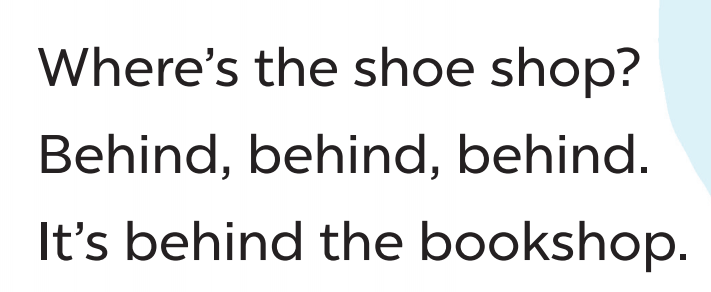 Where’s the shoe shop?
Behind, behind, behind.
It’s behind the bookshop.